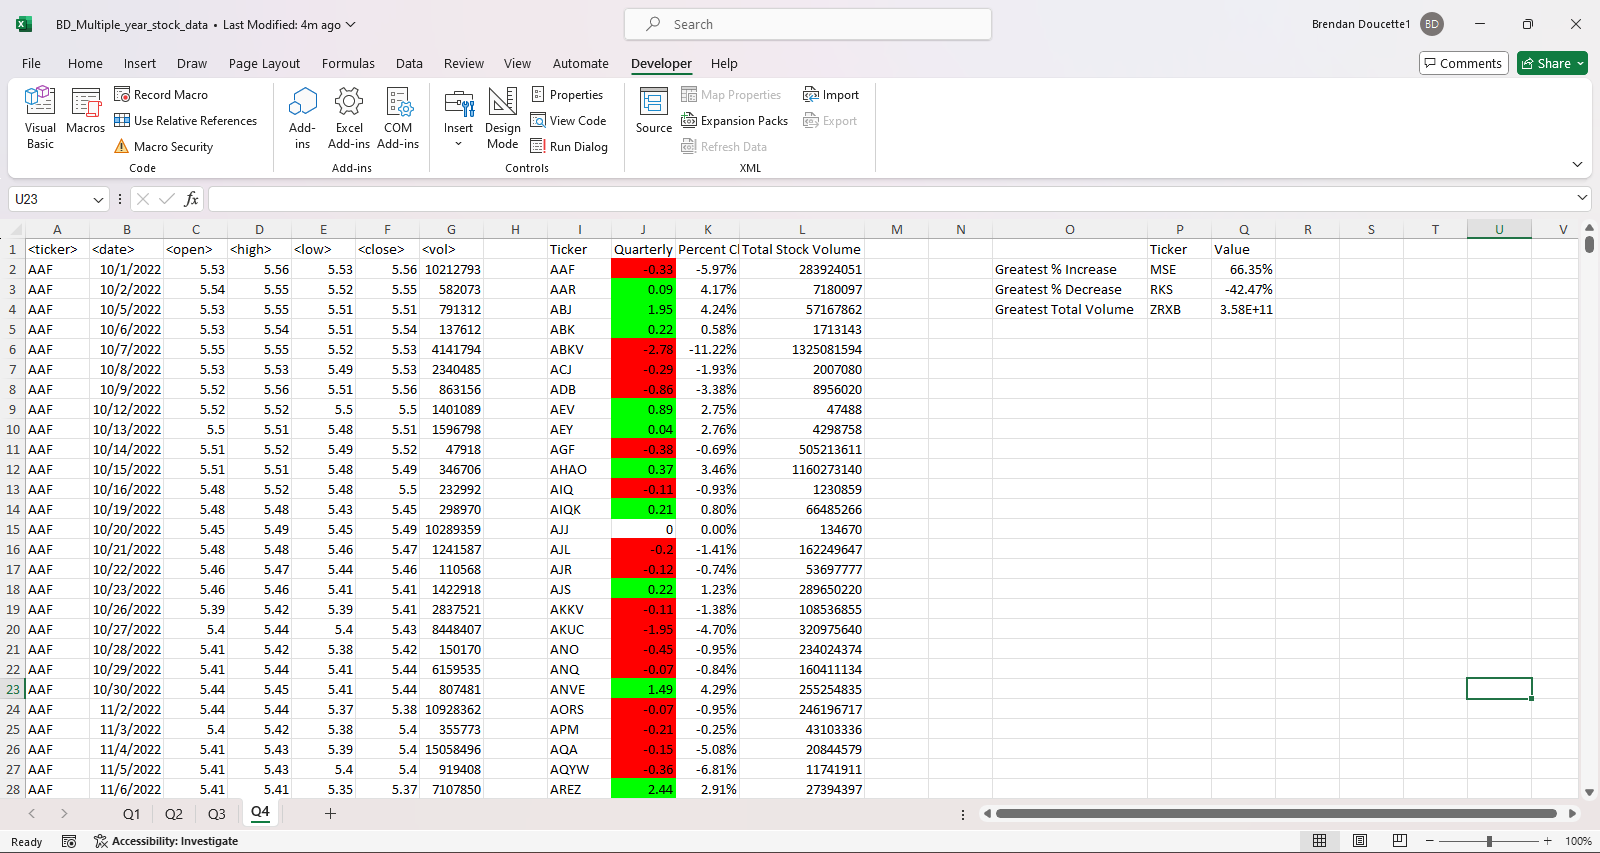 BD_Multiple_year_stock_data • Last Modified: 4m ago
Search
Brendan Doucette1 BD
File Home Insert Draw Page Layout Formulas Data Review View Automate Developer Help
Comments Share
Visual Basic
Macros
Record Macro
Use Relative References
Macro Security
Code
Add-ins
Excel Add-ins
COM Add-ins
Add-ins
Insert
Design Mode
Properties
View Code
Run Dialog
Controls
Source
Map Properties
Expansion Packs
Refresh Data
Import
Export
XML
U23 fx
A B C D E F G H I J K L M N O P Q R S T U V
1 <ticker> <date> <open> <high> <low> <close> <vol> Ticker Quarterly Percent Cl Total Stock Volume Ticker Value
2 AAF 10/1/2022 5.53 5.56 5.53 5.56 10212793 AAF -0.33 -5.97% 283924051 Greatest % Increase MSE 66.35%
3 AAF 10/2/2022 5.54 5.55 5.52 5.55 582073 AAR 0.09 4.17% 7180097 Greatest % Decrease RKS -42.47%
4 AAF 10/5/2022 5.53 5.55 5.51 5.51 791312 ABJ 1.95 4.24% 57167862 Greatest Total Volume ZRXB 3.58E+11
5 AAF 10/6/2022 5.53 5.54 5.51 5.54 137612 ABK 0.22 0.58% 1713143
6 AAF 10/7/2022 5.55 5.55 5.52 5.53 4141794 ABKV -2.78 -11.22% 1325081594
7 AAF 10/8/2022 5.53 5.53 5.49 5.53 2340485 ACJ -0.29 -1.93% 2007080
8 AAF 10/9/2022 5.52 5.56 5.51 5.56 863156 ADB -0.86 -3.38% 8956020
9 AAF 10/12/2022 5.52 5.52 5.5 5.5 1401089 AEV 0.89 2.75% 47488
10 AAF 10/13/2022 5.5 5.51 5.48 5.51 1596798 AEY 0.04 2.76% 4298758
11 AAF 10/14/2022 5.51 5.52 5.49 5.52 47918 AGF -0.38 -0.69% 505213611
12 AAF 10/15/2022 5.51 5.51 5.48 5.49 346706 AHAO 0.37 3.46% 1160273140
13 AAF 10/16/2022 5.48 5.52 5.48 5.5 232992 AIQ -0.11 -0.93% 1230859
14 AAF 10/19/2022 5.48 5.48 5.43 5.45 298970 AIQK 0.21 0.80% 66485266
15 AAF 10/20/2022 5.45 5.49 5.45 5.49 10289359 AJJ 0 0.00% 134670
16 AAF 10/21/2022 5.48 5.48 5.46 5.47 1241587 AJL -0.2 -1.41% 162249647
17 AAF 10/22/2022 5.46 5.47 5.44 5.46 110568 AJR -0.12 -0.74% 53697777
18 AAF 10/23/2022 5.46 5.46 5.41 5.41 1422918 AJS 0.22 1.23% 289650220
19 AAF 10/26/2022 5.39 5.42 5.39 5.41 2837521 AKKV -0.11 -1.38% 108536855
20 AAF 10/27/2022 5.4 5.44 5.4 5.43 8448407 AKUC -1.95 -4.70% 320975640
21 AAF 10/28/2022 5.41 5.42 5.38 5.42 150170 ANO -0.45 -0.95% 234024374
22 AAF 10/29/2022 5.41 5.44 5.41 5.44 6159535 ANQ -0.07 -0.84% 160411134
23 AAF 10/30/2022 5.44 5.45 5.41 5.44 807481 ANVE 1.49 4.29% 255254835
24 AAF 11/2/2022 5.44 5.44 5.37 5.38 10928362 AORS -0.07 -0.95% 246196717
25 AAF 11/3/2022 5.4 5.42 5.38 5.4 355773 APM -0.21 -0.25% 43103336
26 AAF 11/4/2022 5.41 5.43 5.39 5.4 15058496 AQA -0.15 -5.08% 20844579
27 AAF 11/5/2022 5.41 5.43 5.4 5.4 919408 AQYW -0.36 -6.81% 11741911
28 AAF 11/6/2022 5.41 5.41 5.35 5.37 7107850 AREZ 2.44 2.91% 27394397
Q1 Q2 Q3 Q4
Ready Accessibility: Investigate 100%